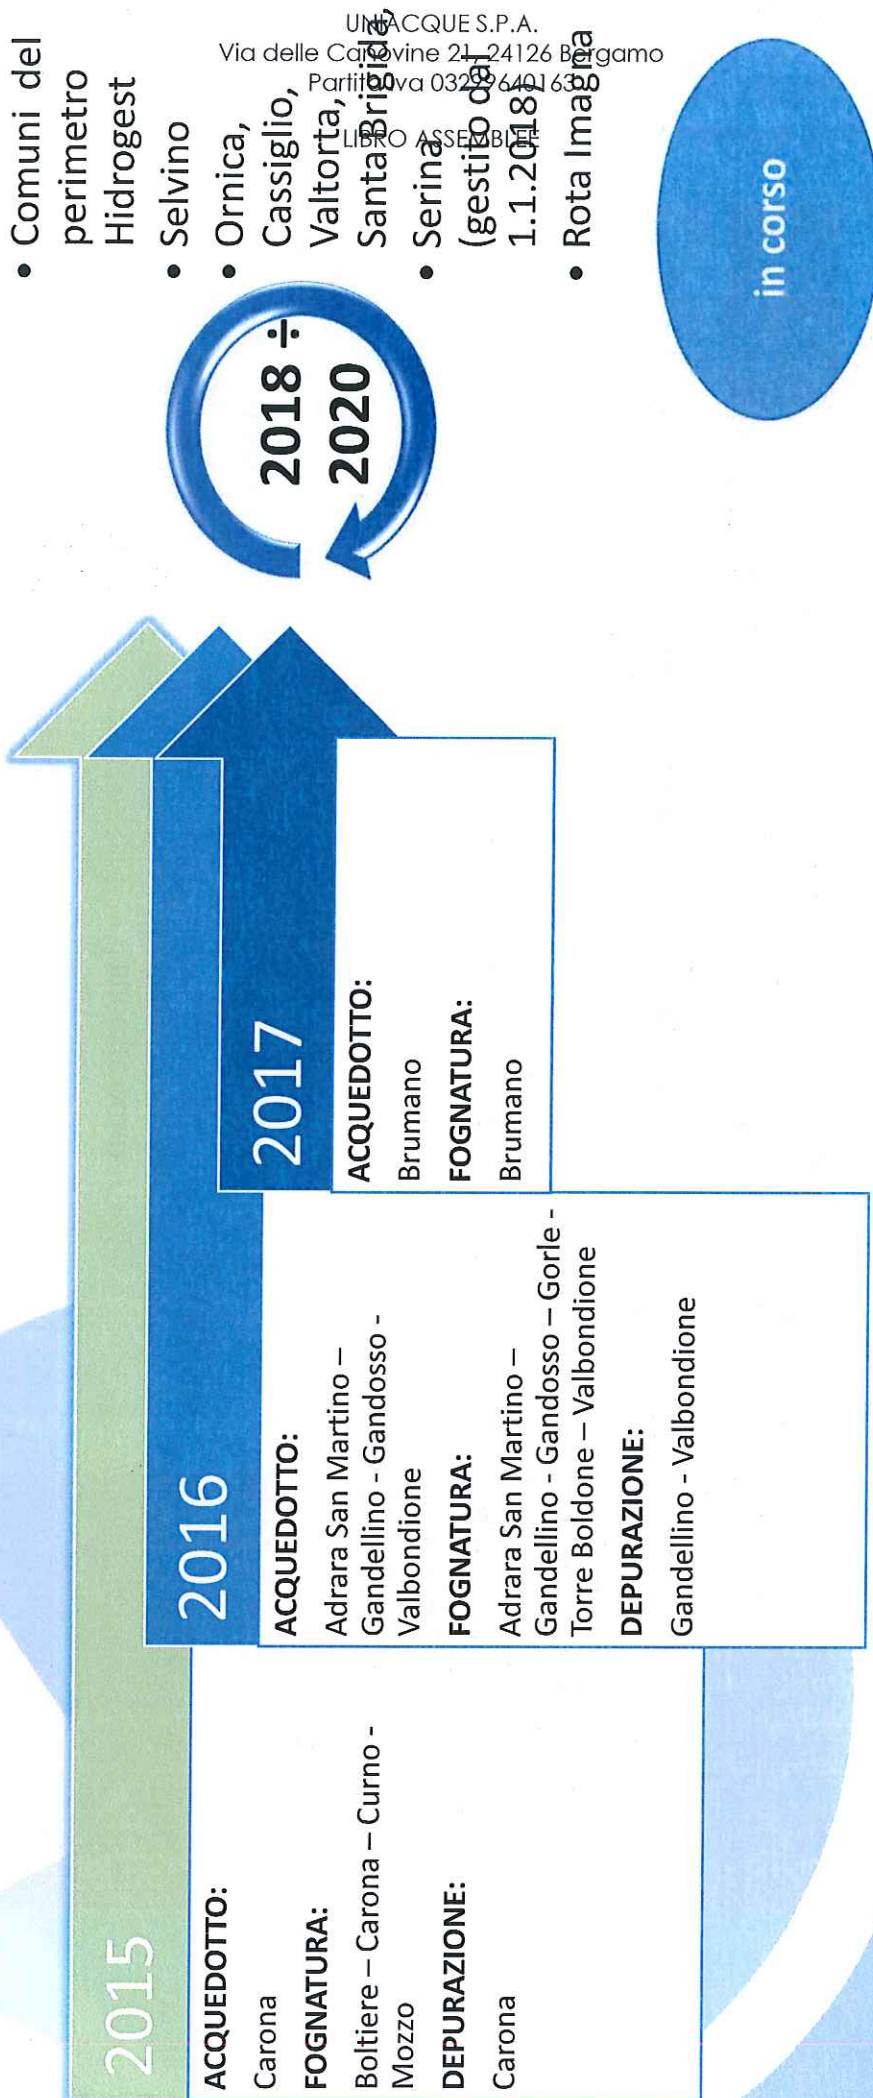 UNIACQUE S.P.A.
Via delle Canovine 21, 24126 Bergamo
Partita Iva 03299640163
LIBRO ASSEMBLEE
2015
ACQUEDOTTO:
Carona
FOGNATURA:
Boltiere – Carona – Curno -
Mozzo
DEPURAZIONE:
Carona
2016
ACQUEDOTTO:
Adrara San Martino –
Gandellino - Gandosso -
Valbondione
FOGNATURA:
Adrara San Martino –
Gandellino - Gandosso – Gorle -
Torre Boldone – Valbondione
DEPURAZIONE:
Gandellino - Valbondione
2017
ACQUEDOTTO:
Brumano
FOGNATURA:
Brumano
2018 ÷
2020
• Comuni del
perimetro
Hidrogest
• Selvino
• Ornica,
Cassiglio,
Valtorta,
Santa Brigida,
• Serina
(gestito dal
1.1.2018)
• Rota Imagna
in corso